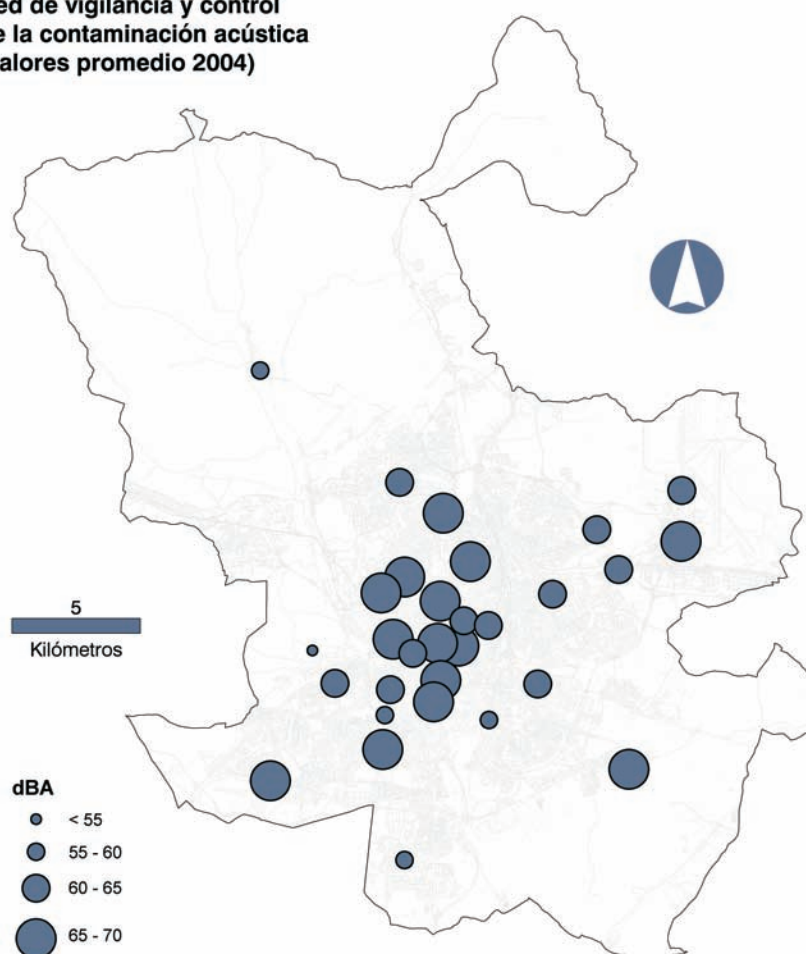 ed de vigilancia y control
e la contaminación acústica
alores promedio 2004)
5
Kilómetros
dBA
< 55
55 - 60
60 - 65
65 - 70